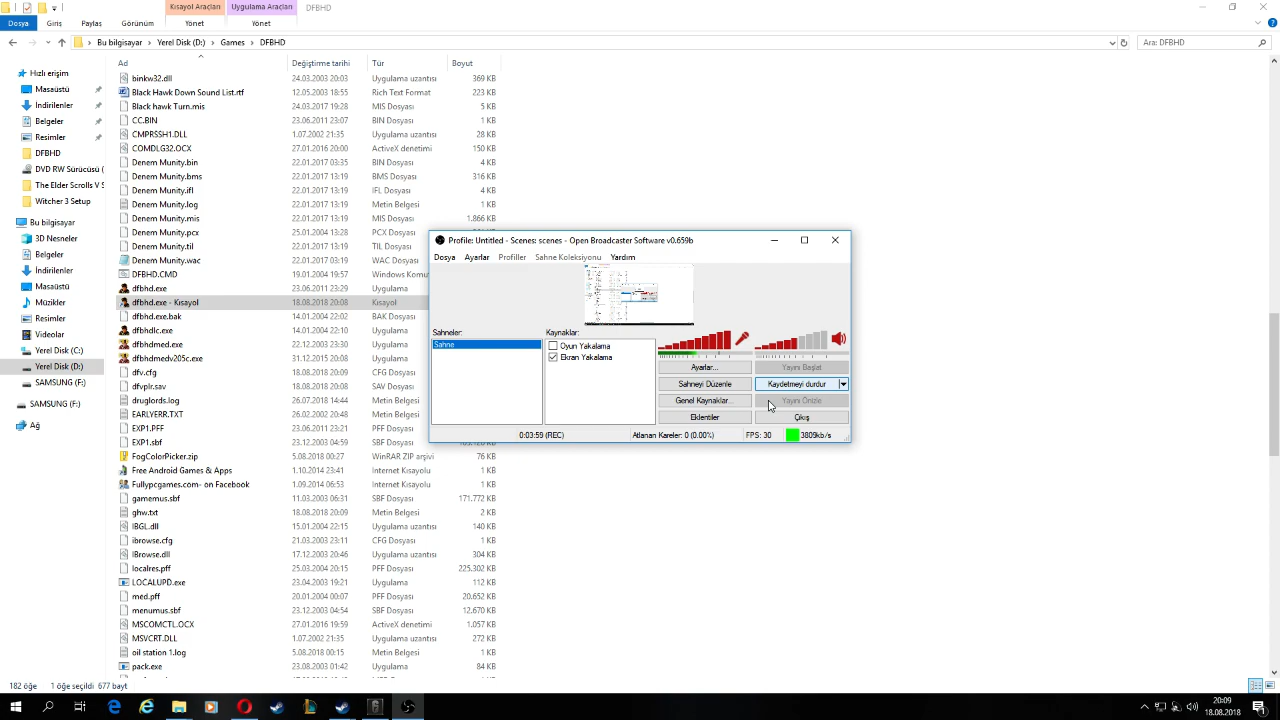 Kısayol Araçları Uygulama Araçları DFBHD
Dosya Giriş Paylaş Görünüm Yönet Yönet
Bu bilgisayar > Yerel Disk (D:) > Games > DFBHD Ara: DFBHD
Ad Değiştirme tarihi Tür Boyut
Hızlı erişim
Masaüstü
İndirilenler
Belgeler
Resimler
DFBHD
DVD RW Sürücüsü (
The Elder Scrolls V S
Witcher 3 Setup
Bu bilgisayar
3D Nesneler
Belgeler
İndirilenler
Masaüstü
Müzikler
Resimler
Videolar
Yerel Disk (C:)
Yerel Disk (D:)
SAMSUNG (F:)
SAMSUNG (F:)
Ağ
binkw32.dll 24.03.2003 20:03 Uygulama uzantısı 369 KB
Black Hawk Down Sound List.rtf 12.05.2003 18:55 Rich Text Format 223 KB
Black hawk Turn.mis 24.03.2017 19:28 MIS Dosyası 5 KB
CC.BIN 23.06.2011 23:07 BIN Dosyası 1 KB
CMPRSSH1.DLL 1.07.2002 21:35 Uygulama uzantısı 28 KB
COMDLG32.OCX 27.01.2016 20:00 ActiveX denetimi 150 KB
Denem Munity.bin 22.01.2017 03:35 BIN Dosyası 4 KB
Denem Munity.bms 22.01.2017 13:19 BMS Dosyası 316 KB
Denem Munity.ifl 22.01.2017 13:19 IFL Dosyası 4 KB
Denem Munity.log 22.01.2017 13:19 Metin Belgesi 2 KB
Denem Munity.mis 22.01.2017 13:19 MIS Dosyası 1.866 KB
Denem Munity.pcx 25.01.2004 13:28 PCX Dosyası
Denem Munity.til 22.01.2017 13:19 TIL Dosyası
Denem Munity.wac 22.01.2017 13:19 WAC Dosyası
DFBHD.CMD 19.01.2004 19:57 Windows Komu
dfbhd.exe 23.06.2011 23:29 Uygulama
dfbhd.exe - Kısayol 18.08.2018 20:08 Kısayol
dfbhd.exe.bak 14.01.2004 22:02 BAK Dosyası
dfbhdlc.exe 14.01.2004 22:10 Uygulama
dfbhdmed.exe 22.12.2003 23:30 Uygulama
dfbhdmedv205c.exe 31.12.2015 20:08 Uygulama
dfv.cfg 18.08.2018 20:09 CFG Dosyası
dfvplr.sav 18.08.2018 20:08 SAV Dosyası
druglords.log 26.07.2018 14:44 Metin Belgesi
EARLYERR.TXT 26.02.2002 02:40 Metin Belgesi
EXP1.pff 23.06.2011 23:21 PFF Dosyası
EXP1.sbf 23.12.2003 04:54 SBF Dosyası
FogColorPicker.zip 5.08.2018 00:27 WinRAR ZIP arşivi 76 KB
Free Android Games & Apps 1.10.2014 23:41 Internet Kısayolu 1 KB
Fullypcgames.com- on Facebook 1.09.2014 06:53 Internet Kısayolu 1 KB
gamemus.sbf 11.03.2003 06:31 SBF Dosyası 171.772 KB
ghw.txt 18.08.2018 20:09 Metin Belgesi 2 KB
IBGL.dll 15.01.2004 22:15 Uygulama uzantısı 140 KB
ibrowse.cfg 21.03.2003 23:11 CFG Dosyası 1 KB
IBrowse.dll 17.12.2003 20:46 Uygulama uzantısı 304 KB
localres.pff 25.03.2004 20:15 PFF Dosyası 225.302 KB
LOCALUPD.exe 23.04.2003 19:21 Uygulama 112 KB
med.pff 20.01.2004 00:07 PFF Dosyası 20.652 KB
menumus.sbf 23.12.2003 04:54 SBF Dosyası 12.670 KB
MSCOMCTL.OCX 27.01.2016 19:59 ActiveX denetimi 1.057 KB
MSVCRT.DLL 1.07.2002 21:35 Uygulama uzantısı 272 KB
oil station 1.log 5.08.2018 00:15 Metin Belgesi 1 KB
pack.exe 23.08.2003 01:42 Uygulama 84 KB
Profile: Untitled - Scenes: scenes - Open Broadcaster Software v0.659b
Dosya Ayarlar Profiller Sahne Koleksiyonu Yardım
Sahneler: Kaynaklar:
Sahne
Oyun Yakalama
Ekran Yakalama
Ayarlar... Yayını Başlat
Sahneyi Düzenle Kaydetmeyi durdur
Genel Kaynaklar... Yayını Önizle
Eklentiler Çıkış
0:03:59 (REC) Atlanan Kareler: 0 (0.00%) FPS: 30 3809kb/s
182 öğe 1 öğe seçildi 677 bayt
20:09
18.08.2018